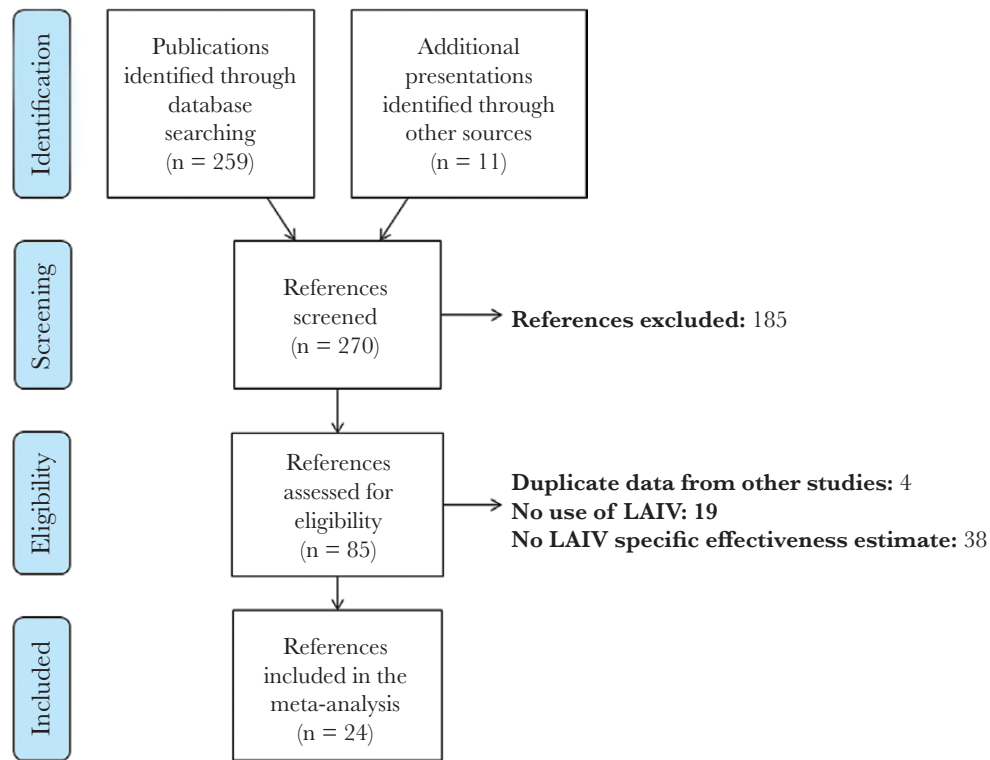 Identification
Publications
identified through
database
searching
(n = 259)
Additional
presentations
identified through
other sources
(n = 11)
Screening
References
screened
(n = 270)
References excluded: 185
Eligibility
References
assessed for
eligibility
(n = 85)
Duplicate data from other studies: 4
No use of LAIV: 19
No LAIV specific effectiveness estimate: 38
Included
References
included in the
meta-analysis
(n = 24)